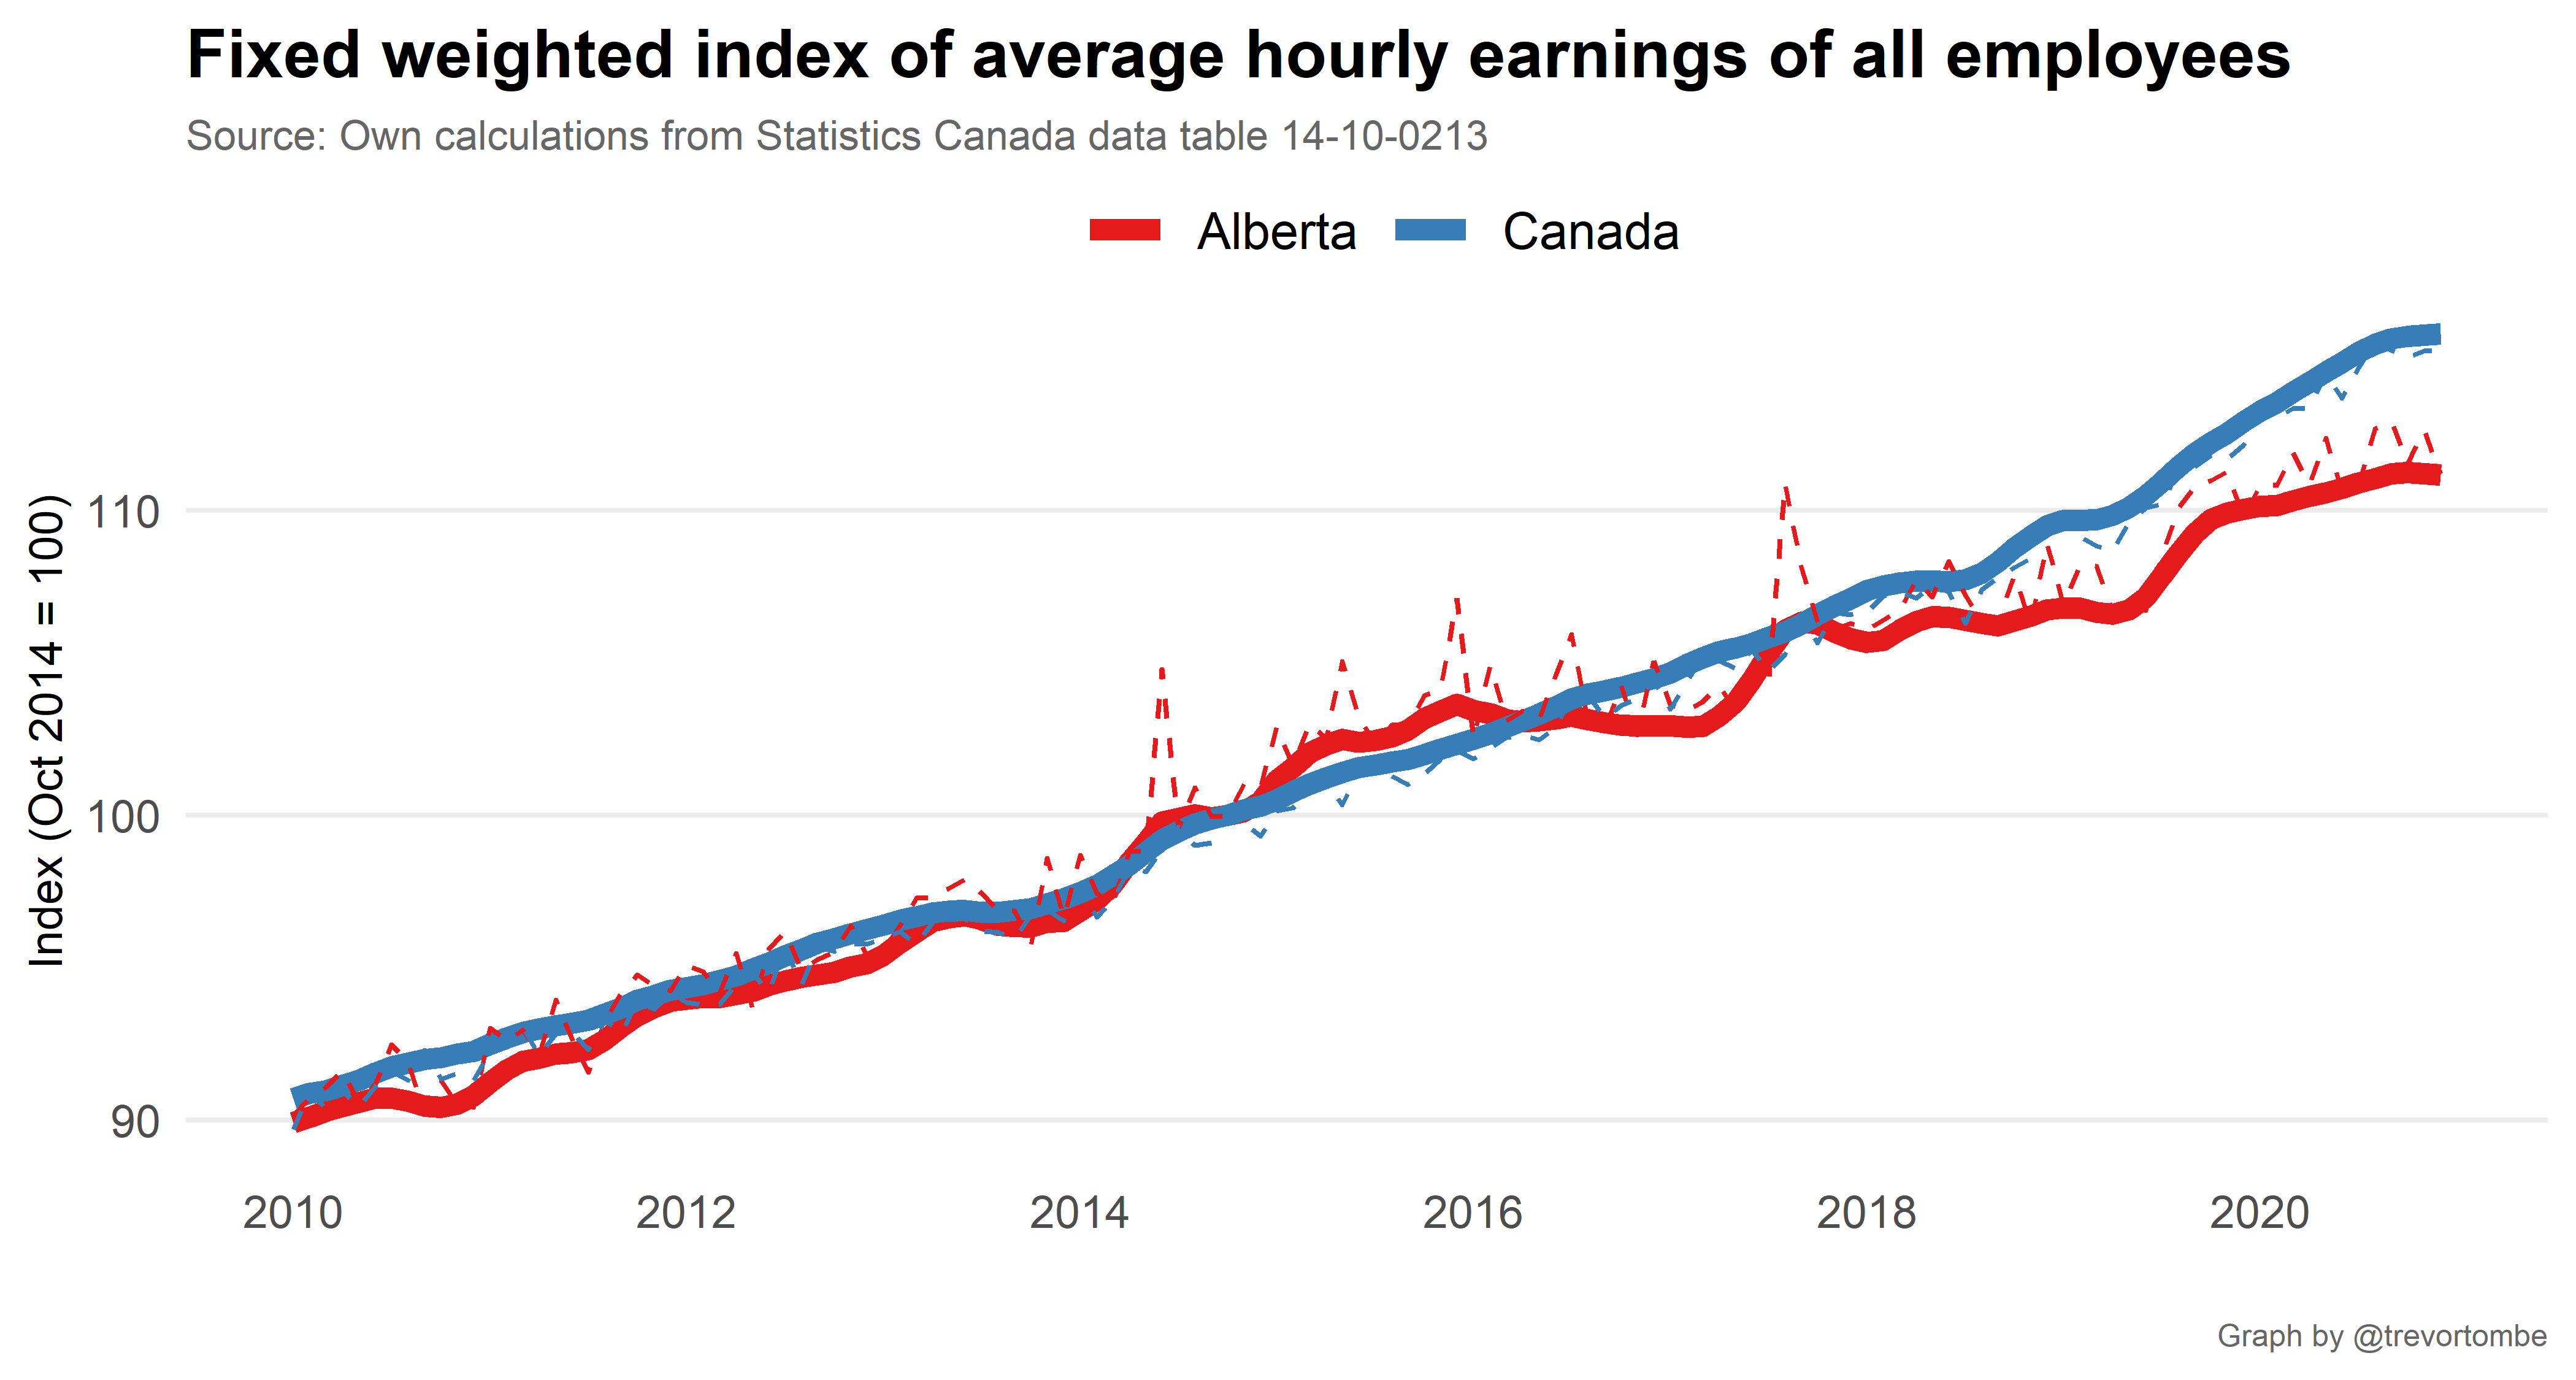 Fixed weighted index of average hourly earnings of all employees
Source: Own calculations from Statistics Canada data table 14-10-0213
Alberta Canada
Index (Oct 2014 = 100)
110
100
90
2010 2012 2014 2016 2018 2020
Graph by @trevortombe